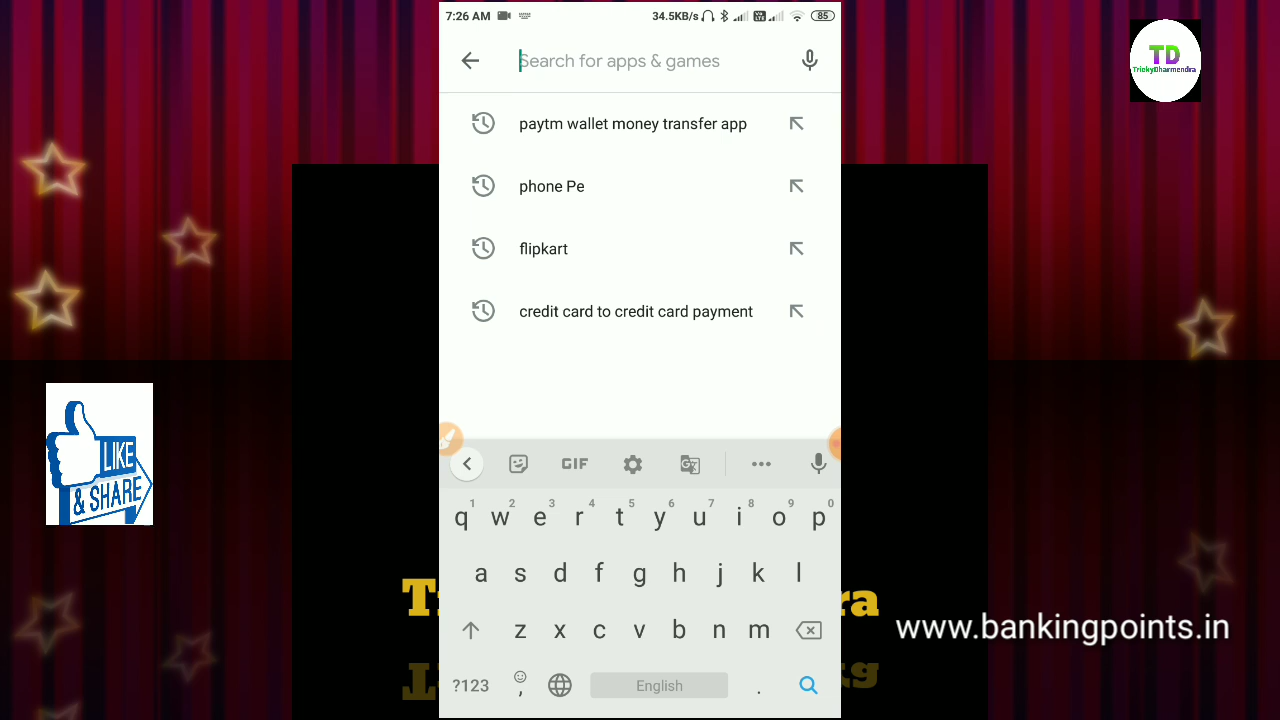 7:26 AM
34.5KB/s
85
Search for apps & games
TD
TrickyDharmendra
paytm wallet money transfer app
phone Pe
flipkart
credit card to credit card payment
LIKE
& SHARE
GIF
1 2 3 4 5 6 7 8 9 0
q w e r t y u i o p
a s d f g h j k l
z x c v b n m
?123 , English .
www.bankingpoints.in